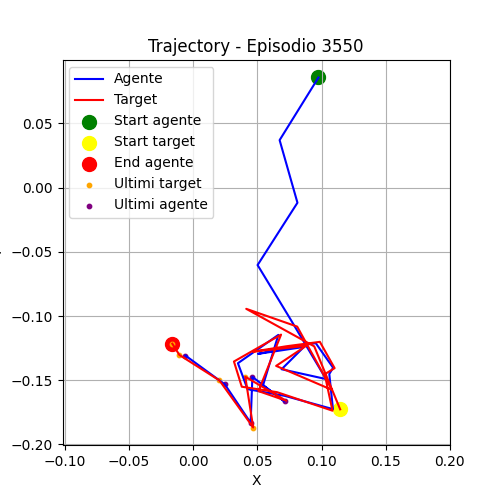 Trajectory - Episodio 3550
Agente
Target
Start agente
Start target
End agente
Ultimi target
Ultimi agente
0.05
0.00
−0.05
−0.10
−0.15
−0.20
−0.10
−0.05
0.00
0.05
0.10
0.15
0.20
X